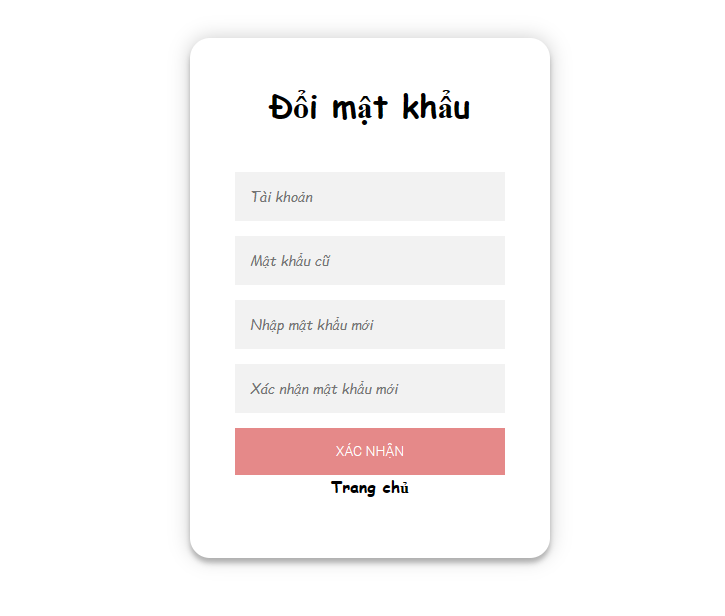 Đổi mật khẩu
Tài khoản
Mật khẩu cũ
Nhập mật khẩu mới
Xác nhận mật khẩu mới
XÁC NHẬN
Trang chủ